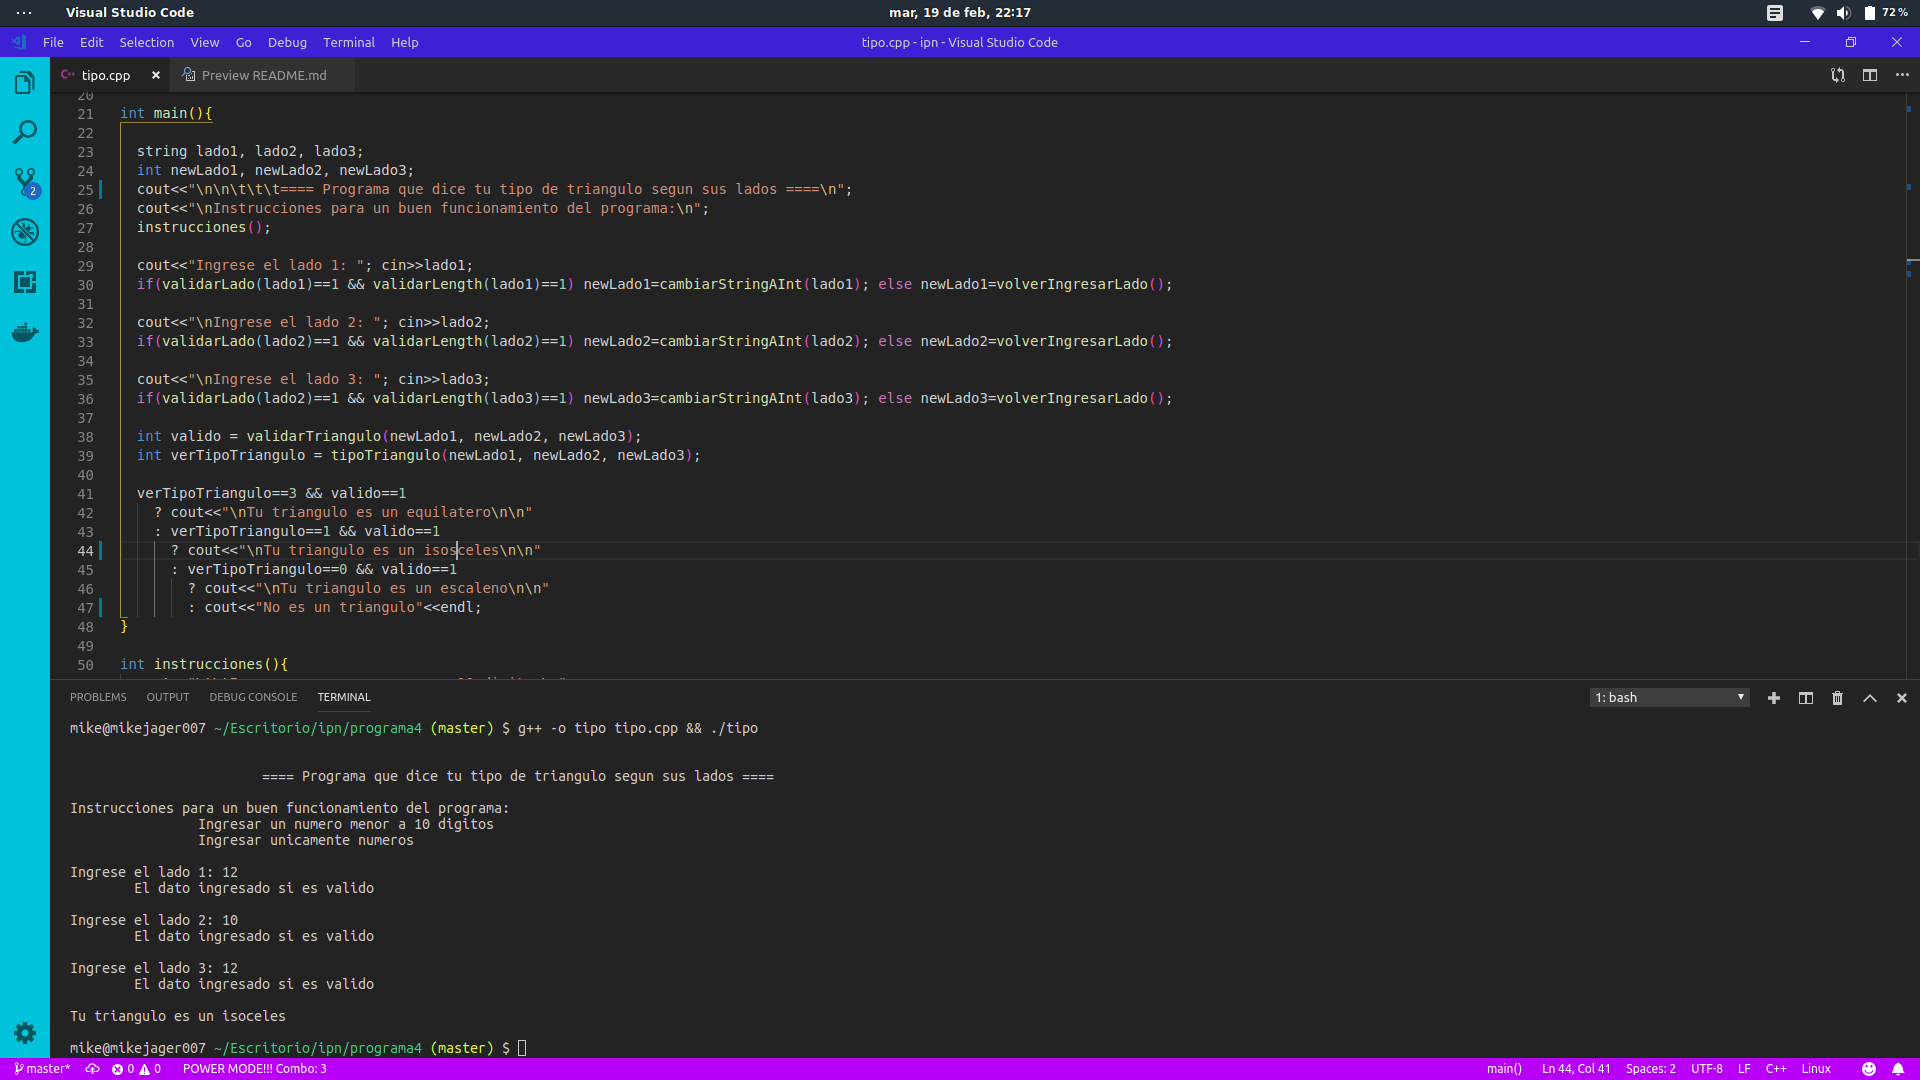 Visual Studio Code
mar, 19 de feb, 22:17
72 %
File Edit Selection View Go Debug Terminal Help
tipo.cpp - ipn - Visual Studio Code
tipo.cpp
Preview README.md
20
21 int main(){
22
23 string lado1, lado2, lado3;
24 int newLado1, newLado2, newLado3;
25 cout<<"\n\n\t\t\t==== Programa que dice tu tipo de triangulo segun sus lados ====\n";
26 cout<<"\nInstrucciones para un buen funcionamiento del programa:\n";
27 instrucciones();
28
29 cout<<"Ingrese el lado 1: "; cin>>lado1;
30 if(validarLado(lado1)==1 && validarLength(lado1)==1) newLado1=cambiarStringAInt(lado1); else newLado1=volverIngresarLado();
31
32 cout<<"\nIngrese el lado 2: "; cin>>lado2;
33 if(validarLado(lado2)==1 && validarLength(lado2)==1) newLado2=cambiarStringAInt(lado2); else newLado2=volverIngresarLado();
34
35 cout<<"\nIngrese el lado 3: "; cin>>lado3;
36 if(validarLado(lado2)==1 && validarLength(lado3)==1) newLado3=cambiarStringAInt(lado3); else newLado3=volverIngresarLado();
37
38 int valido = validarTriangulo(newLado1, newLado2, newLado3);
39 int verTipoTriangulo = tipoTriangulo(newLado1, newLado2, newLado3);
40
41 verTipoTriangulo==3 && valido==1
42 ? cout<<"\nTu triangulo es un equilatero\n\n"
43 : verTipoTriangulo==1 && valido==1
44 ? cout<<"\nTu triangulo es un isosceles\n\n"
45 : verTipoTriangulo==0 && valido==1
46 ? cout<<"\nTu triangulo es un escaleno\n\n"
47 : cout<<"No es un triangulo"<<endl;
48 }
49
50 int instrucciones(){
PROBLEMS OUTPUT DEBUG CONSOLE TERMINAL
1: bash
mike@mikejager007 ~/Escritorio/ipn/programa4 (master) $ g++ -o tipo tipo.cpp && ./tipo
==== Programa que dice tu tipo de triangulo segun sus lados ====
Instrucciones para un buen funcionamiento del programa:
Ingresar un numero menor a 10 digitos
Ingresar unicamente numeros
Ingrese el lado 1: 12
El dato ingresado si es valido
Ingrese el lado 2: 10
El dato ingresado si es valido
Ingrese el lado 3: 12
El dato ingresado si es valido
Tu triangulo es un isoceles
mike@mikejager007 ~/Escritorio/ipn/programa4 (master) $
2
master* 0 0 POWER MODE!!! Combo: 3
main() Ln 44, Col 41 Spaces: 2 UTF-8 LF C++ Linux